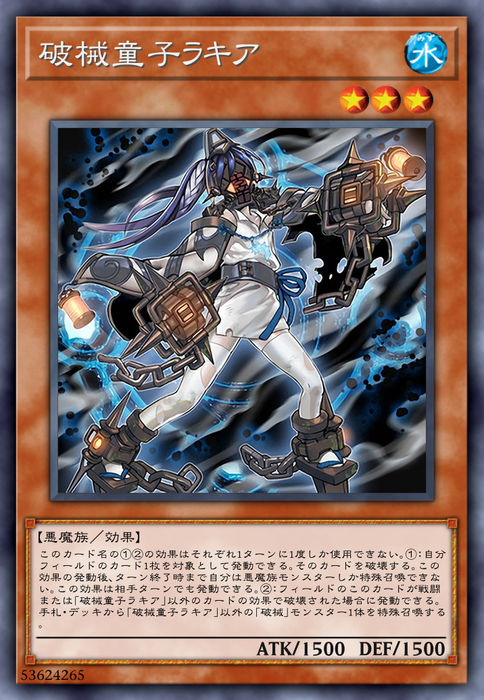 破械童子ラキア
みず
水
【悪魔族／効果】
このカード名の①②の効果はそれぞれ1ターンに1度しか使用できない。①：自分
フィールドのカード1枚を対象として発動できる。そのカードを破壊する。この
効果の発動後、ターン終了時まで自分は悪魔族モンスターしか特殊召喚でき
ない。この効果は相手ターンでも発動できる。②：フィールドのこのカードが戦闘
または「破械童子ラキア」以外のカードの効果で破壊された場合に発動できる。
手札・デッキから「破械童子ラキア」以外の「破械」モンスター1体を特殊召喚する
。
ATK/1500 DEF/1500
53624265